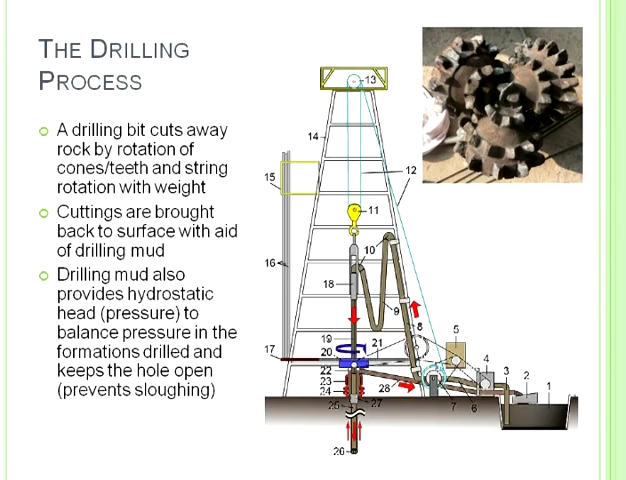 THE DRILLING
PROCESS
A drilling bit cuts away
rock by rotation of
cones/teeth and string
rotation with weight
Cuttings are brought
back to surface with aid
of drilling mud
Drilling mud also
provides hydrostatic
head (pressure) to
balance pressure in the
formations drilled and
keeps the hole open
(prevents sloughing)
13
14
12
15
11
10
16
18
9
8
19
21
5
20
17
22
4
3
2
1
23
24
28
25
27
7
6
26